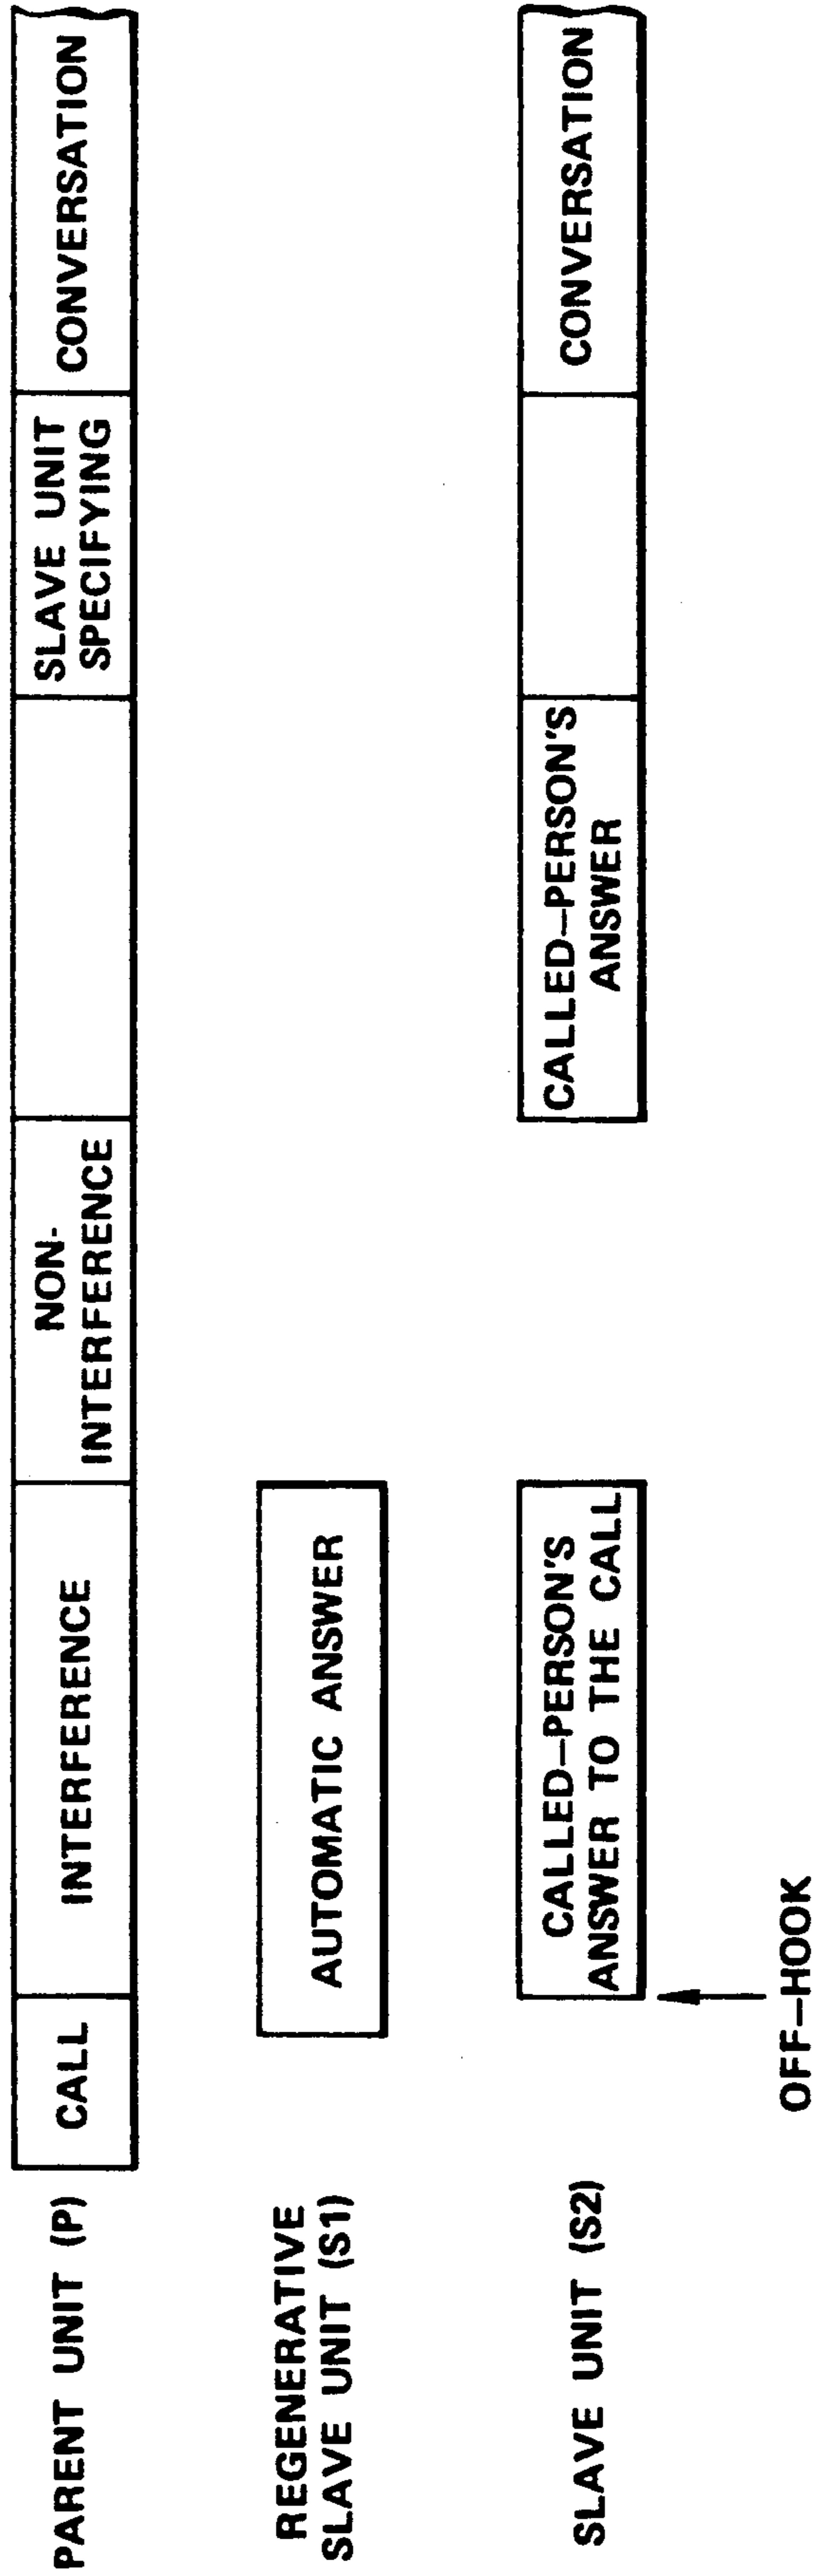 PARENT UNIT (P)
CALL
INTERFERENCE
NON-
INTERFERENCE
SLAVE UNIT
SPECIFYING
CONVERSATION
REGENERATIVE
SLAVE UNIT (S1)
AUTOMATIC ANSWER
SLAVE UNIT (S2)
CALLED–PERSON'S
ANSWER TO THE CALL
CALLED–PERSON'S
ANSWER
CONVERSATION
OFF–HOOK